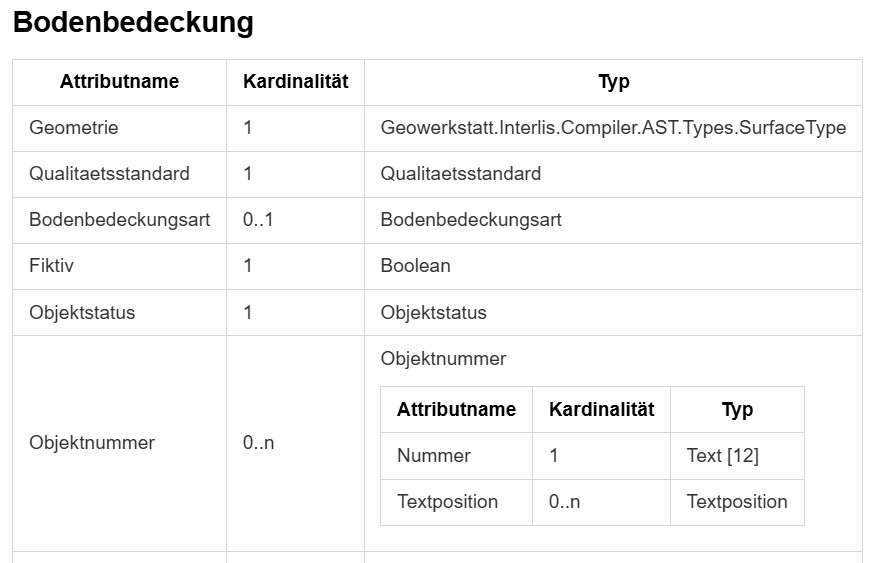 Bodenbedeckung
Attributname Kardinalität Typ
Geometrie 1 Geowerkstatt.Interlis.Compiler.AST.Types.SurfaceType
Qualitaetsstandard 1 Qualitaetsstandard
Bodenbedeckungsart 0..1 Bodenbedeckungsart
Fiktiv 1 Boolean
Objektstatus 1 Objektstatus
Objektnummer 0..n Objektnummer
Attributname Kardinalität Typ
Nummer 1 Text [12]
Textposition 0..n Textposition